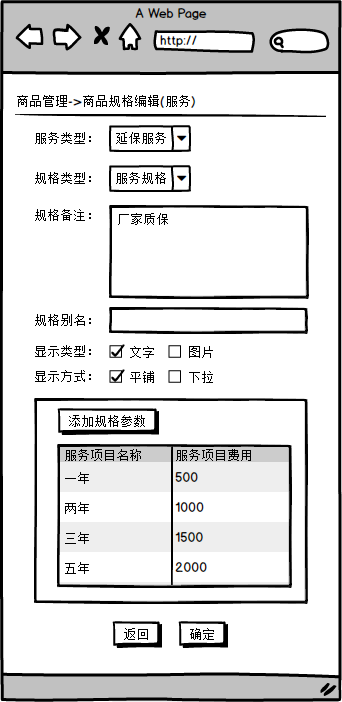 A Web Page
http://
商品管理->商品规格编辑(服务)
服务类型： 延保服务
规格类型： 服务规格
规格备注： 厂家质保
规格别名：
显示类型： 文字 图片
显示方式： 平铺 下拉
添加规格参数
服务项目名称 服务项目费用
一年 500
两年 1000
三年 1500
五年 2000
返回 确定